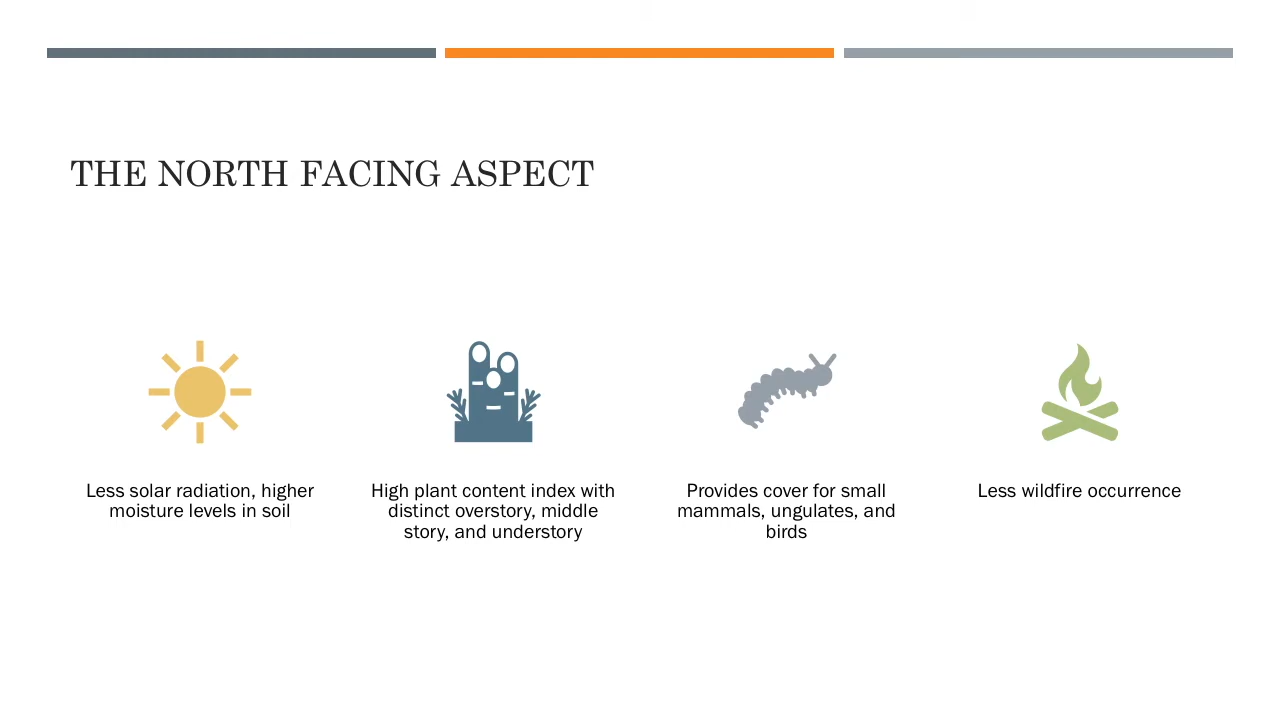 THE NORTH FACING ASPECT
Less solar radiation, higher
moisture levels in soil
High plant content index with
distinct overstory, middle
story, and understory
Provides cover for small
mammals, ungulates, and
birds
Less wildfire occurrence